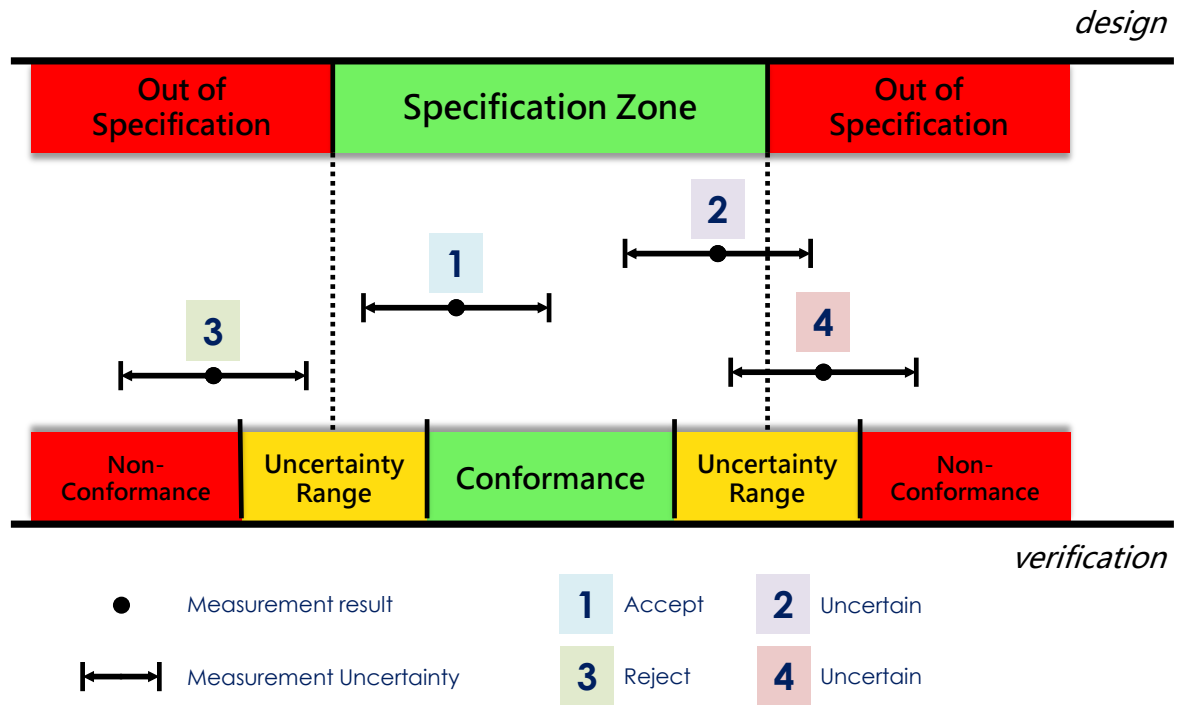 design
Out of
Specification
Specification Zone
Out of
Specification
2
1
3
4
Non-
Conformance
Uncertainty
Range
Conformance
Uncertainty
Range
Non-
Conformance
verification
Measurement result
1 Accept
2 Uncertain
Measurement Uncertainty
3 Reject
4 Uncertain